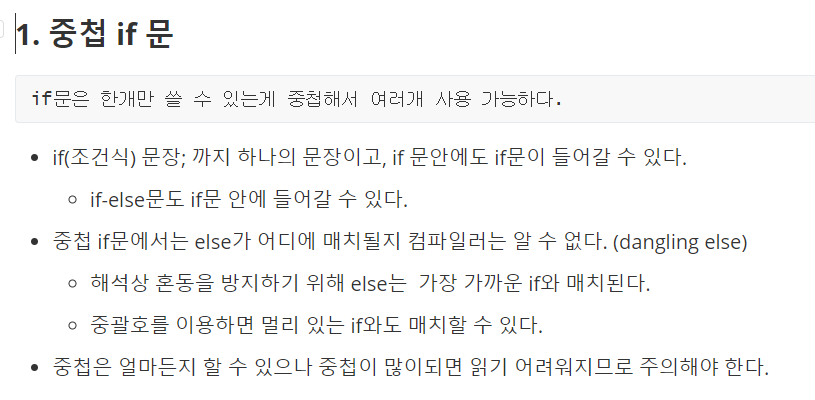 1. 중첩 if 문
if문은 한개만 쓸 수 있는게 중첩해서 여러개 사용 가능하다.
if(조건식) 문장; 까지 하나의 문장이고, if 문안에도 if문이 들어갈 수 있다.
if-else문도 if문 안에 들어갈 수 있다.
중첩 if문에서는 else가 어디에 매치될지 컴파일러는 알 수 없다. (dangling else)
해석상 혼동을 방지하기 위해 else는 가장 가까운 if와 매치된다.
중괄호를 이용하면 멀리 있는 if와도 매치할 수 있다.
중첩은 얼마든지 할 수 있으나 중첩이 많이되면 읽기 어려워지므로 주의해야 한다.